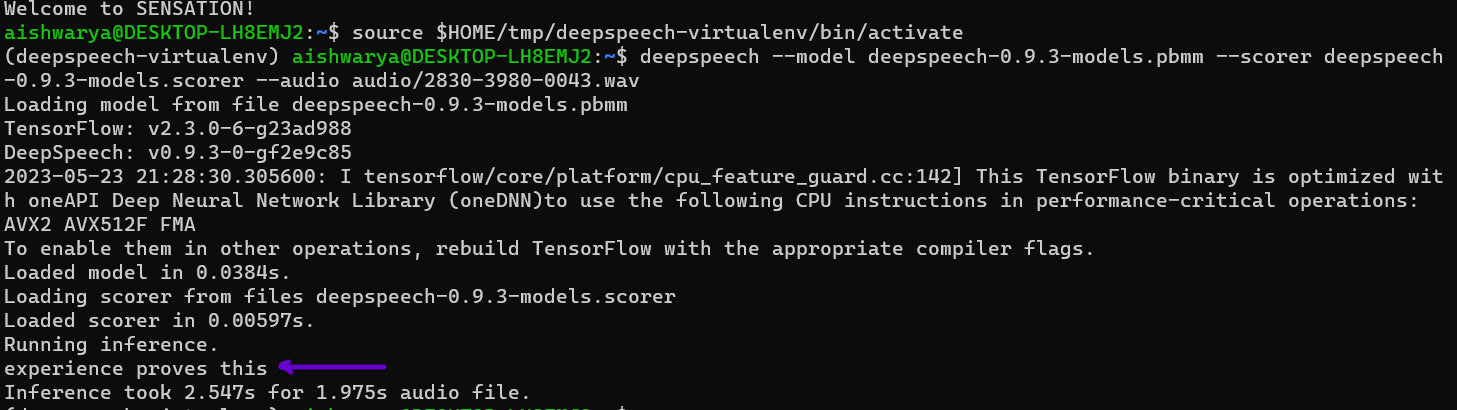 Welcome to SENSATION!
aishwarya@DESKTOP-LH8EMJ2:~$ source $HOME/tmp/deepspeech-virtualenv/bin/activate
(deepspeech-virtualenv) aishwarya@DESKTOP-LH8EMJ2:~$ deepspeech --model deepspeech-0.9.3-models.pbmm --scorer deepspeech
-0.9.3-models.scorer --audio audio/2830-3980-0043.wav
Loading model from file deepspeech-0.9.3-models.pbmm
TensorFlow: v2.3.0-6-g23ad988
DeepSpeech: v0.9.3-0-gf2e9c85
2023-05-23 21:28:30.305600: I tensorflow/core/platform/cpu_feature_guard.cc:142] This TensorFlow binary is optimized wit
h oneAPI Deep Neural Network Library (oneDNN)to use the following CPU instructions in performance-critical operations:
AVX2 AVX512F FMA
To enable them in other operations, rebuild TensorFlow with the appropriate compiler flags.
Loaded model in 0.0384s.
Loading scorer from files deepspeech-0.9.3-models.scorer
Loaded scorer in 0.00597s.
Running inference.
experience proves this
Inference took 2.547s for 1.975s audio file.